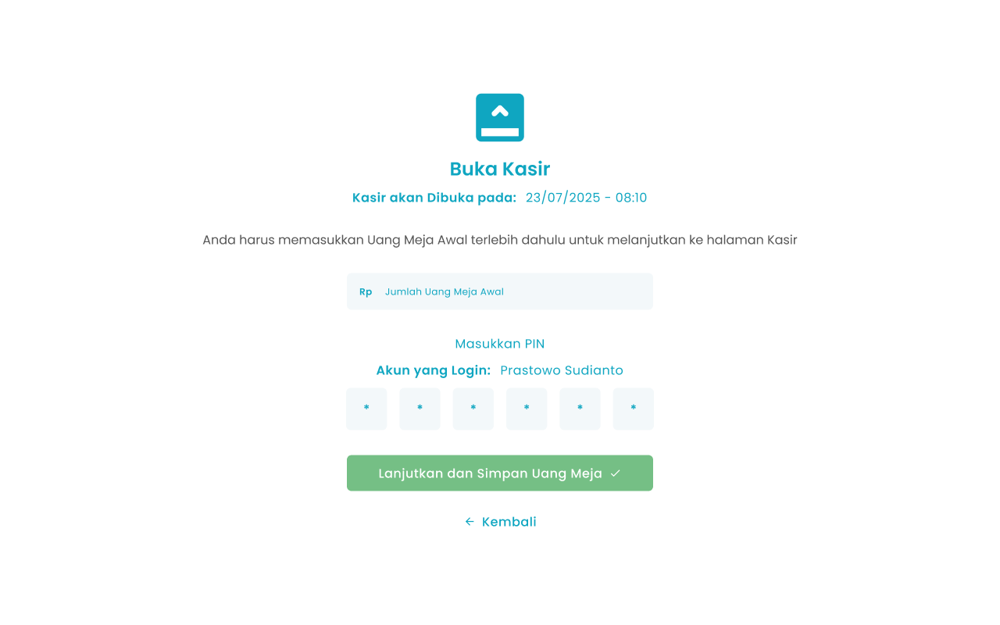 Buka Kasir
Kasir akan Dibuka pada: 23/07/2025 - 08:10
Anda harus memasukkan Uang Meja Awal terlebih dahulu untuk melanjutkan ke halaman Kasir
Rp Jumlah Uang Meja Awal
Masukkan PIN
Akun yang Login: Prastowo Sudianto
* * * * * *
Lanjutkan dan Simpan Uang Meja
Kembali